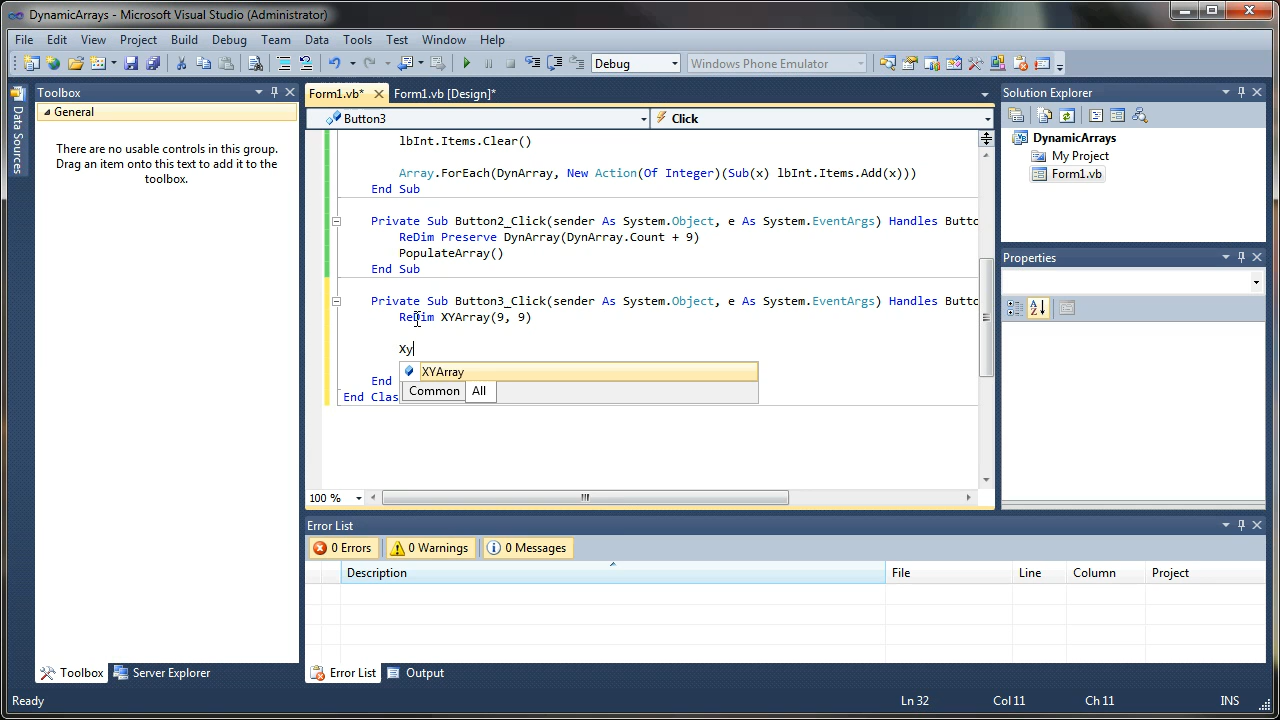 DynamicArrays - Microsoft Visual Studio (Administrator)
File Edit View Project Build Debug Team Data Tools Test Window Help
Debug Windows Phone Emulator
Data Sources
Toolbox
General
There are no usable controls in this group.
Drag an item onto this text to add it to the
toolbox.
Toolbox Server Explorer
Form1.vb* Form1.vb [Design]*
Button3 Click
lbInt.Items.Clear()
Array.ForEach(DynArray, New Action(Of Integer)(Sub(x) lbInt.Items.Add(x)))
End Sub
Private Sub Button2_Click(sender As System.Object, e As System.EventArgs) Handles Button
ReDim Preserve DynArray(DynArray.Count + 9)
PopulateArray()
End Sub
Private Sub Button3_Click(sender As System.Object, e As System.EventArgs) Handles Button
ReDim XYArray(9, 9)
Xy
XYArray
End
Common All
End Clas
100 %
Error List
0 Errors 0 Warnings 0 Messages
Description File Line Column Project
Error List Output
Solution Explorer
DynamicArrays
My Project
Form1.vb
Properties
Ready Ln 32 Col 11 Ch 11 INS